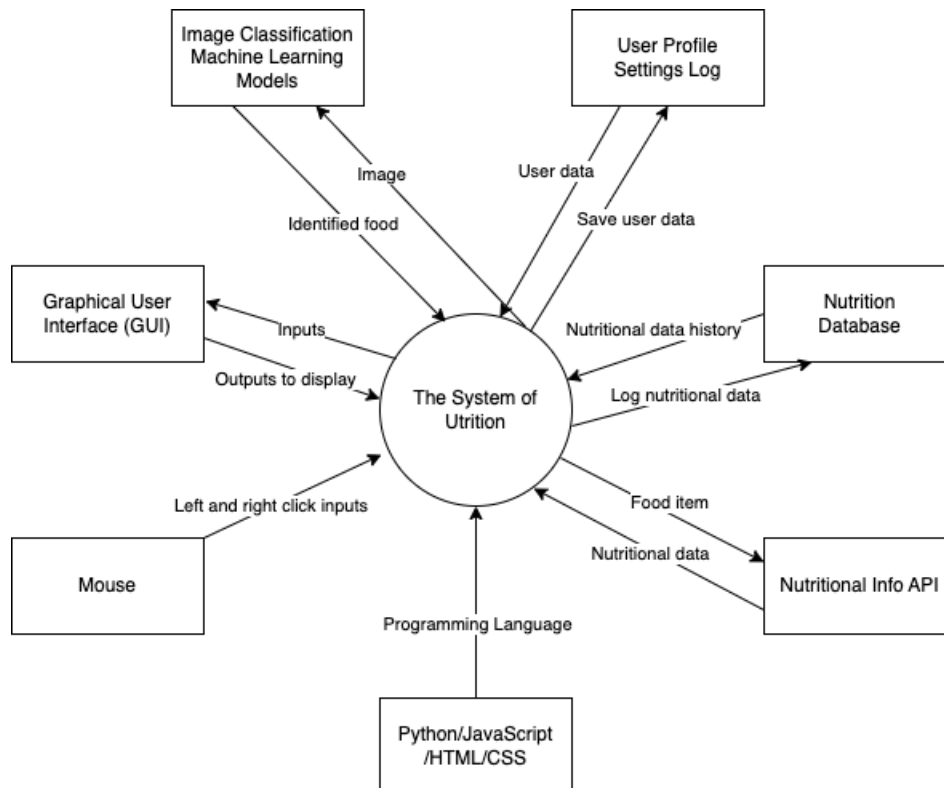 Image Classification
Machine Learning
Models
User Profile
Settings Log
Image
User data
Identified food
Save user data
Graphical User
Interface (GUI)
Inputs
Outputs to display
Nutritional data history
Nutrition
Database
Log nutritional data
The System of
Utrition
Left and right click inputs
Food item
Nutritional data
Mouse
Nutritional Info API
Programming Language
Python/JavaScript
/HTML/CSS